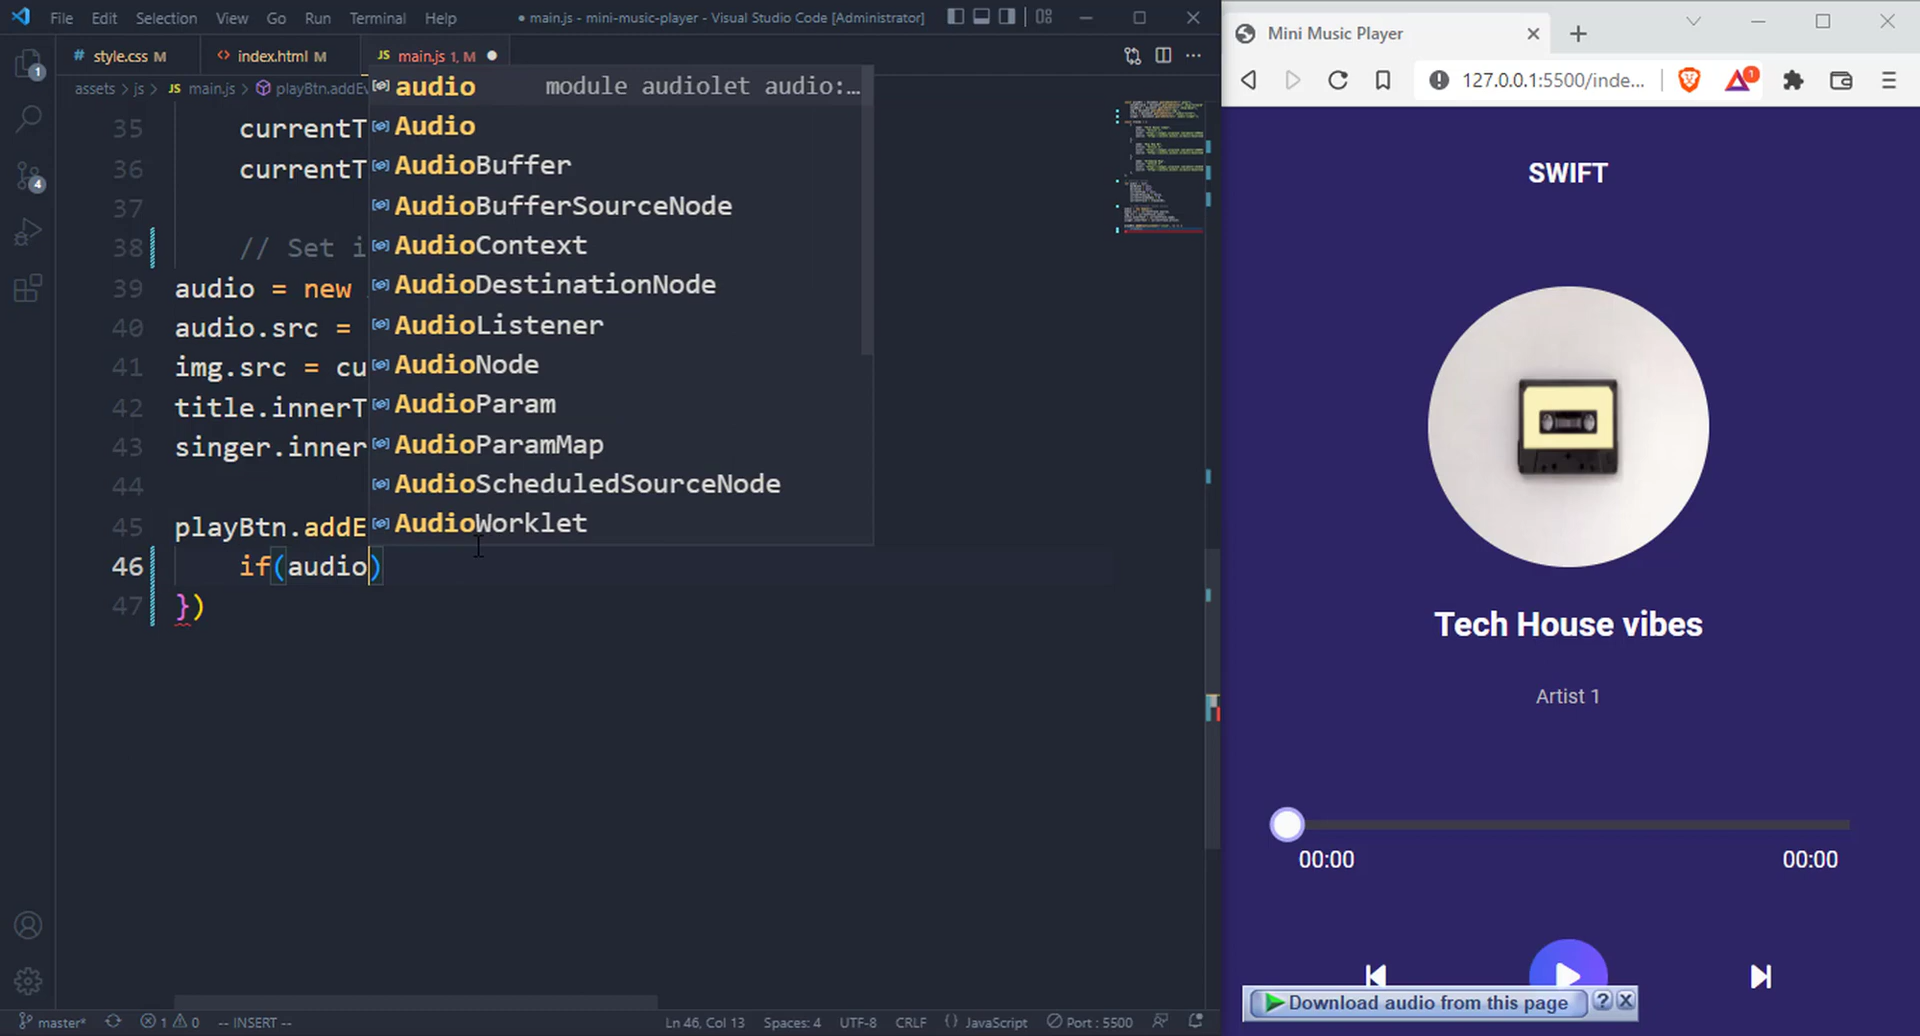 File Edit Selection View Go Run Terminal Help
● main.js - mini-music-player - Visual Studio Code [Administrator]
# style.css M
<> index.html M
JS main.js 1, M ●
assets > js > JS main.js > playBtn.addEv
audio module audiolet audio:…
Audio
AudioBuffer
AudioBufferSourceNode
AudioContext
AudioDestinationNode
AudioListener
AudioNode
AudioParam
AudioParamMap
AudioScheduledSourceNode
AudioWorklet
35 currentT
36 currentT
37
38 // Set i
39 audio = new
40 audio.src =
41 img.src = cu
42 title.innerT
43 singer.inner
44
45 playBtn.addE
46 if(audio)
47 })
1
4
master* 1 0 -- INSERT -- Ln 46, Col 13 Spaces: 4 UTF-8 CRLF {} JavaScript Port : 5500
Mini Music Player
127.0.0.1:5500/inde...
1
SWIFT
Tech House vibes
Artist 1
00:00 00:00
Download audio from this page ? X